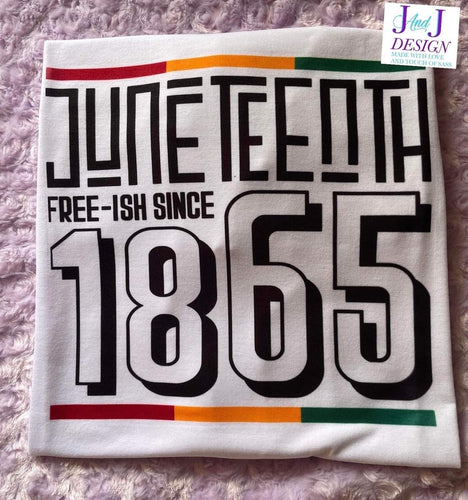 J And J
DESIGN
MADE WITH LOVE
AND TOUCH OF SASS
JUNETEENTH
FREE-ISH SINCE
1865